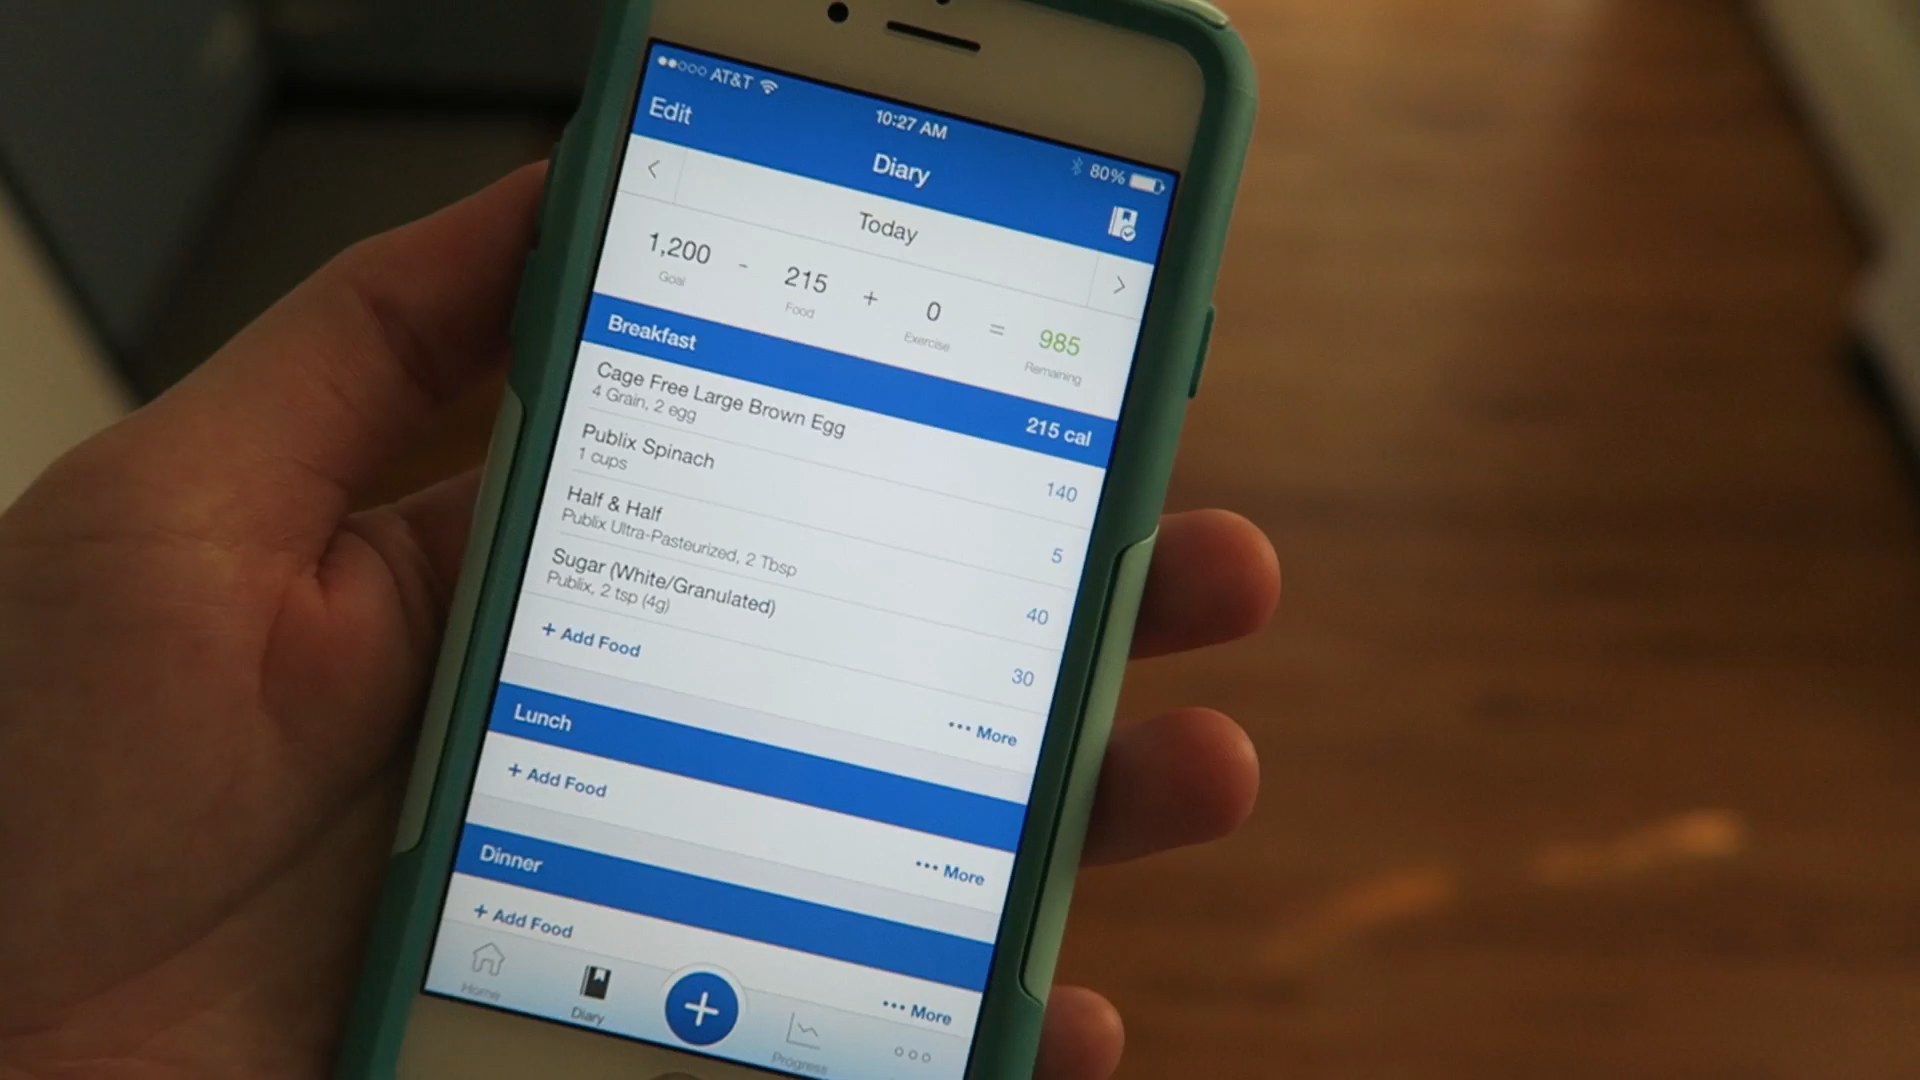 AT&T 10:27 AM 80%
Edit Diary
Today
1,200 - 215 + 0 = 985
Goal Food Exercise Remaining
Breakfast 215 cal
Cage Free Large Brown Egg
4 Grain, 2 egg 140
Publix Spinach
1 cups 5
Half & Half
Publix Ultra-Pasteurized, 2 Tbsp 40
Sugar (White/Granulated)
Publix, 2 tsp (4g) 30
+ Add Food ••• More
Lunch
+ Add Food ••• More
Dinner
+ Add Food ••• More
Home Diary + Progress